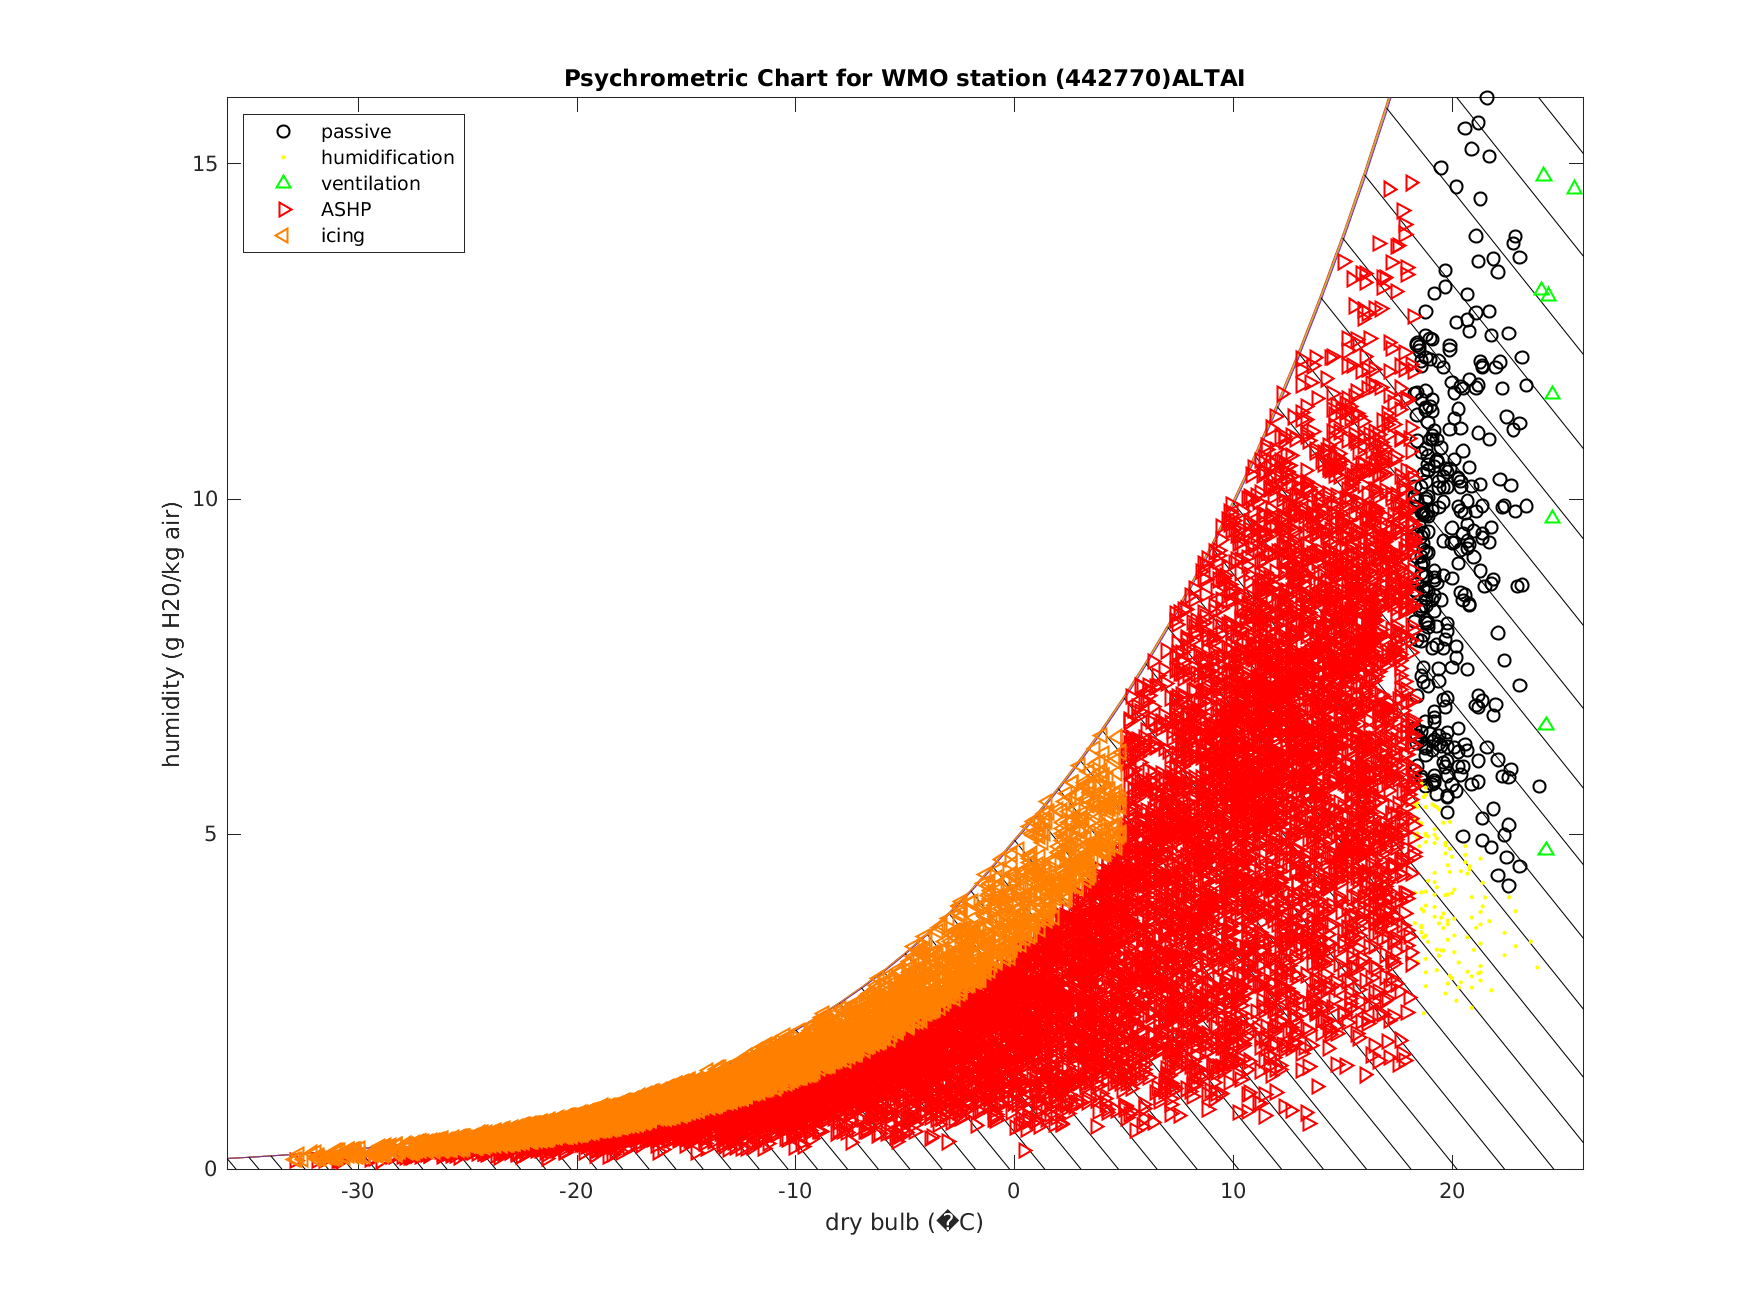 Psychrometric Chart for WMO station (442770)ALTAI
passive
humidification
ventilation
ASHP
icing
15
10
5
0
humidity (g H20/kg air)
-30
-20
-10
0
10
20
dry bulb (�C)